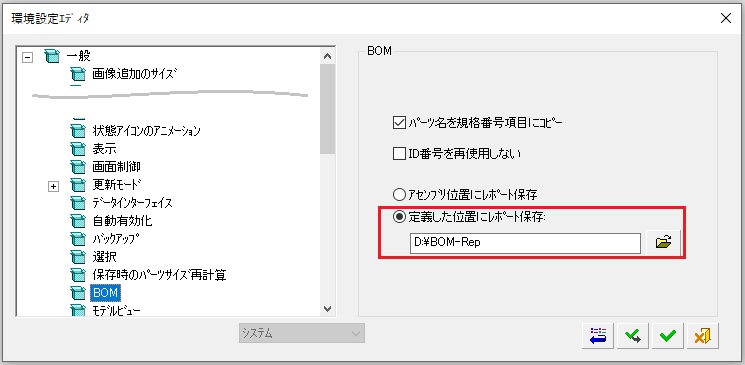 環境設定エディタ
一般
画像追加のサイズ
状態アイコンのアニメーション
表示
画面制御
更新モード
データインターフェイス
自動有効化
バックアップ
選択
保存時のパーツサイズ再計算
BOM
モデルビュー
システム
BOM
パーツ名を規格番号項目にコピー
ID番号を再使用しない
アセンブリ位置にレポート保存
定義した位置にレポート保存:
D:¥BOM-Rep